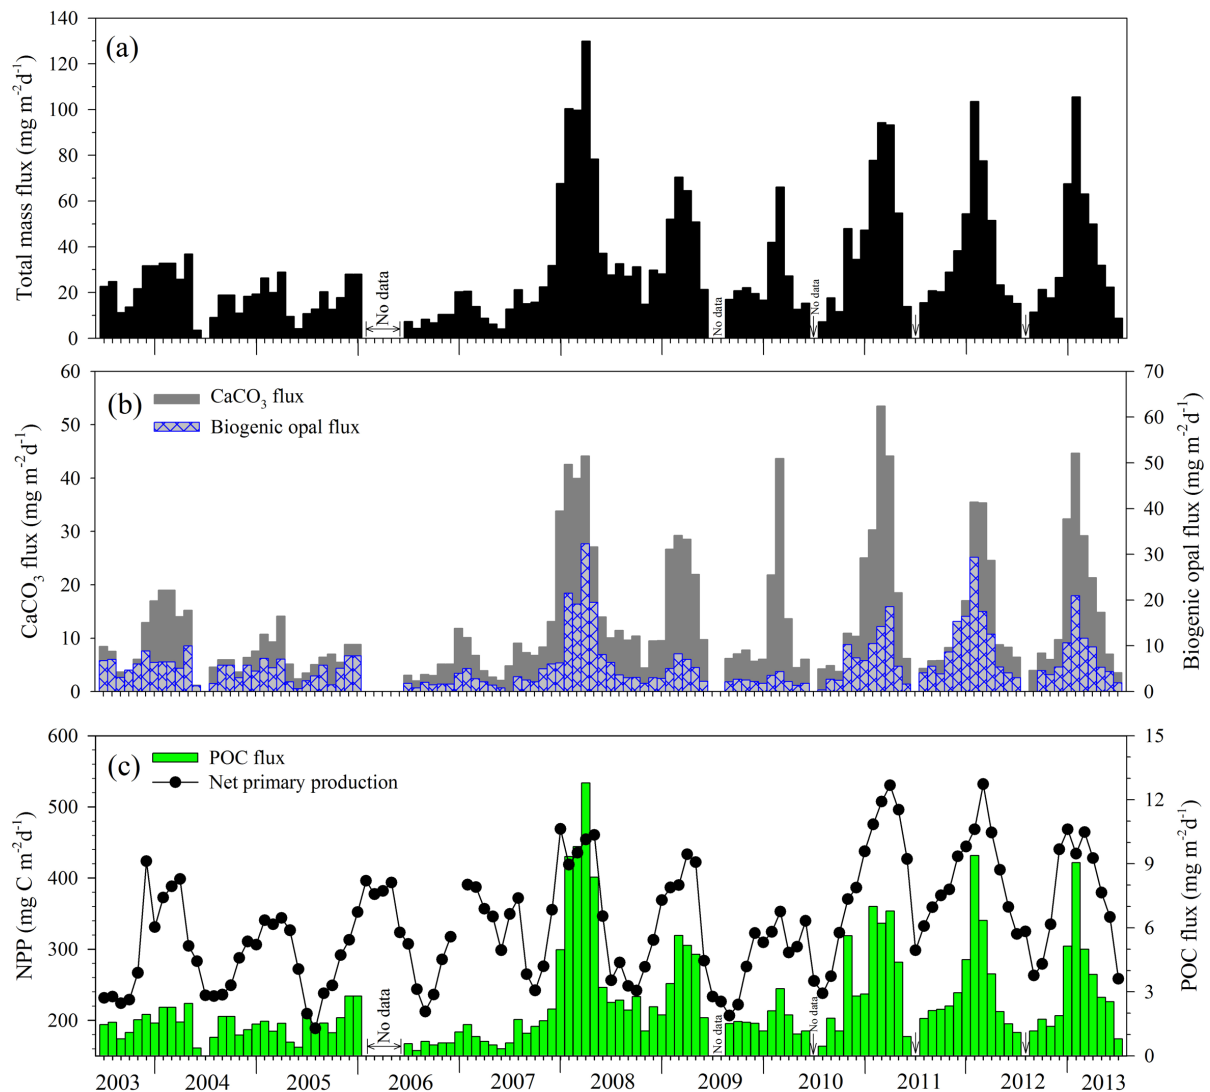 (a)
Total mass flux (mg m-2d-1)
140
120
100
80
60
40
20
0
No data
No data
No data
(b)
CaCO3 flux
Biogenic opal flux
CaCO3 flux (mg m-2d-1)
60
50
40
30
20
10
0
70
60
50
40
30
20
10
0
Biogenic opal flux (mg m-2d-1)
(c)
POC flux
Net primary production
NPP (mg C m-2d-1)
600
500
400
300
200
15
12
9
6
3
0
POC flux (mg m-2d-1)
No data
No data
No data
2003 2004 2005 2006 2007 2008 2009 2010 2011 2012 2013